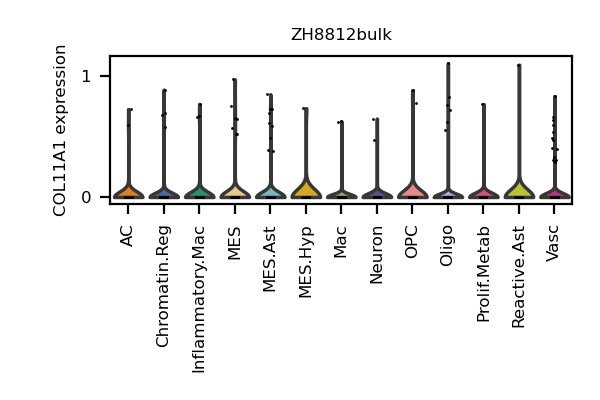 ZH8812bulk
COL11A1 expression
1
0
AC
Chromatin.Reg
Inflammatory.Mac
MES
MES.Ast
MES.Hyp
Mac
Neuron
OPC
Oligo
Prolif.Metab
Reactive.Ast
Vasc